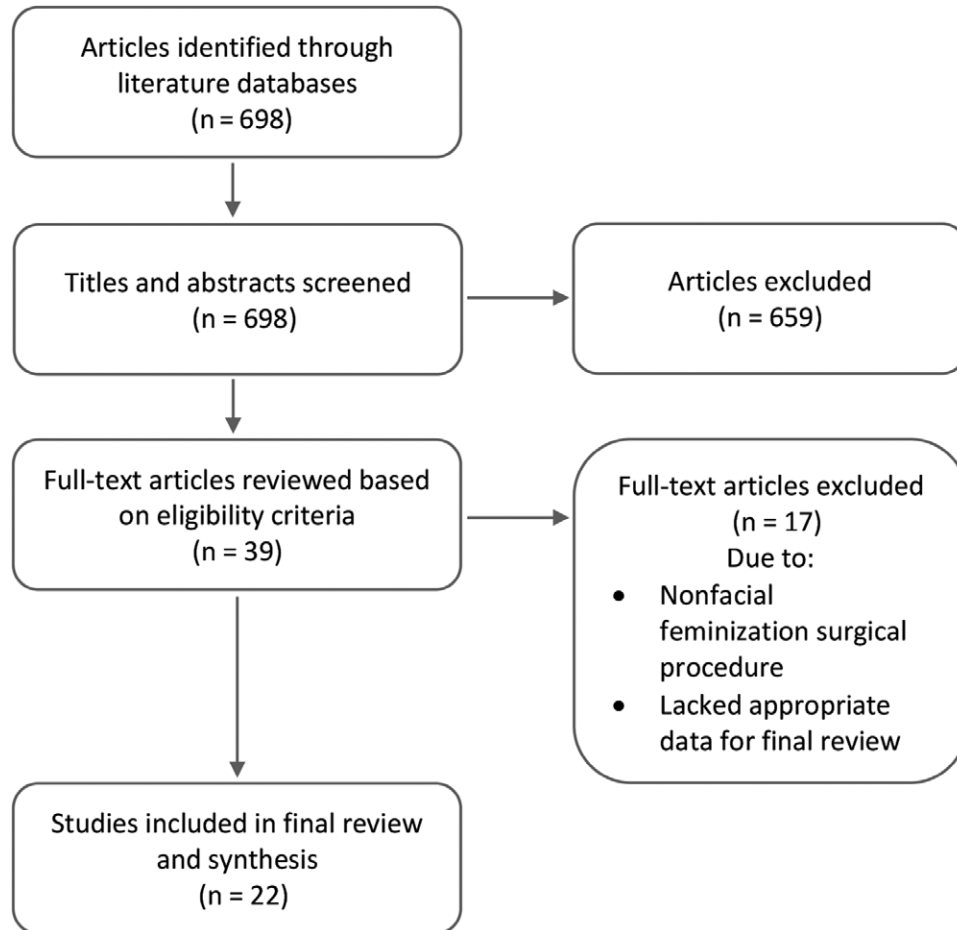 Articles identified through
literature databases
(n = 698)
Titles and abstracts screened
(n = 698)
Articles excluded
(n = 659)
Full-text articles reviewed based
on eligibility criteria
(n = 39)
Full-text articles excluded
(n = 17)
Due to:
• Nonfacial
feminization surgical
procedure
• Lacked appropriate
data for final review
Studies included in final review
and synthesis
(n = 22)